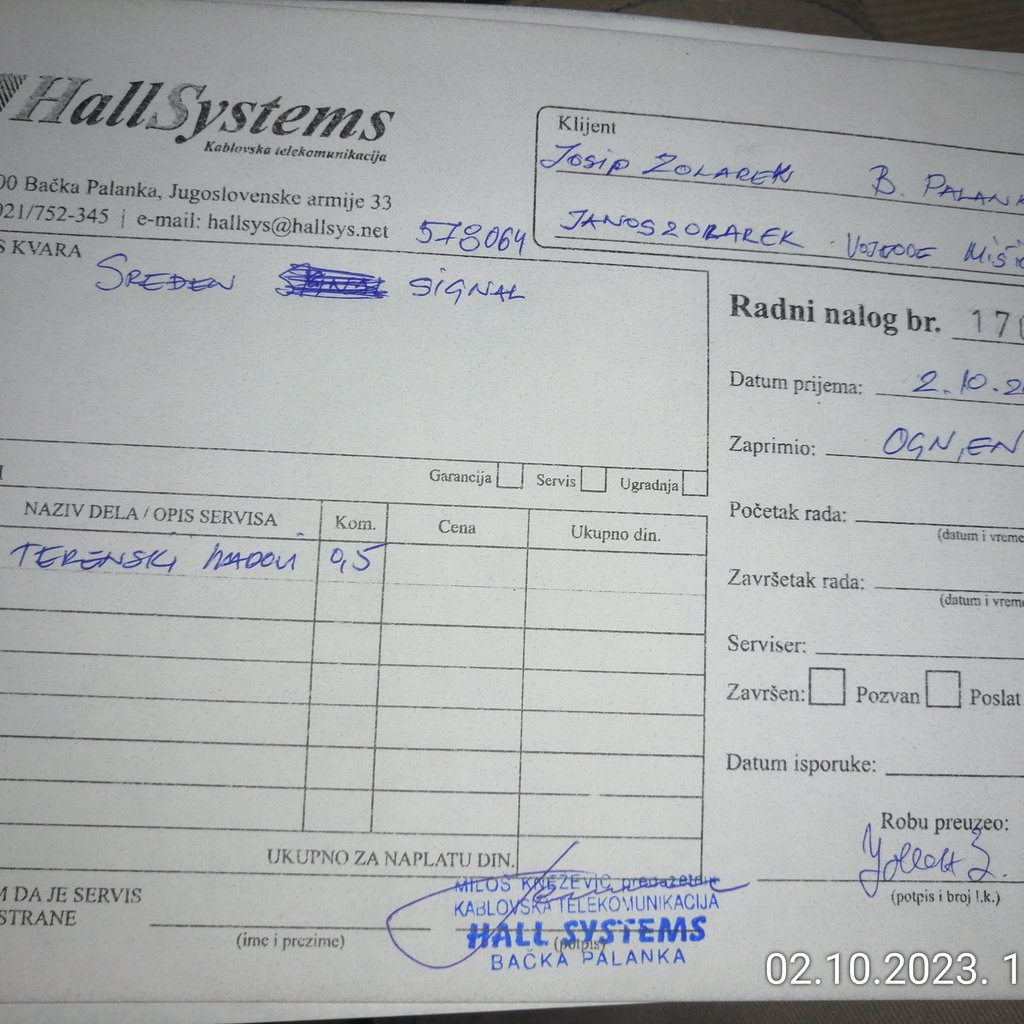 HallSystems
Kablovska telekomunikacija
00 Bačka Palanka, Jugoslovenske armije 33
021/752-345 | e-mail: hallsys@hallsys.net
578064
Klijent
JOSIP ZOLAREK B. PALANK
JANOSZORAREK VOJVODE MIŠIĆ
S KVARA
SREĐEN SIGNAL
Garancija Servis Ugradnja
Radni nalog br. 170
Datum prijema: 2.10.2
Zaprimio: OGNJEN
Početak rada:
(datum i vreme
Završetak rada:
(datum i vreme
Serviser:
Završen: Pozvan Poslat
Datum isporuke:
Robu preuzeo:
(potpis i broj l.k.)
NAZIV DELA / OPIS SERVISA Kom. Cena Ukupno din.
TERENSKI RADOVI 0,5
UKUPNO ZA NAPLATU DIN.
M DA JE SERVIS
STRANE
(ime i prezime)
(potpis)
MILOŠ KNEŽEVIĆ preduzetnik
KABLOVSKA TELEKOMUNIKACIJA
HALL SYSTEMS
BAČKA PALANKA
02.10.2023. 1